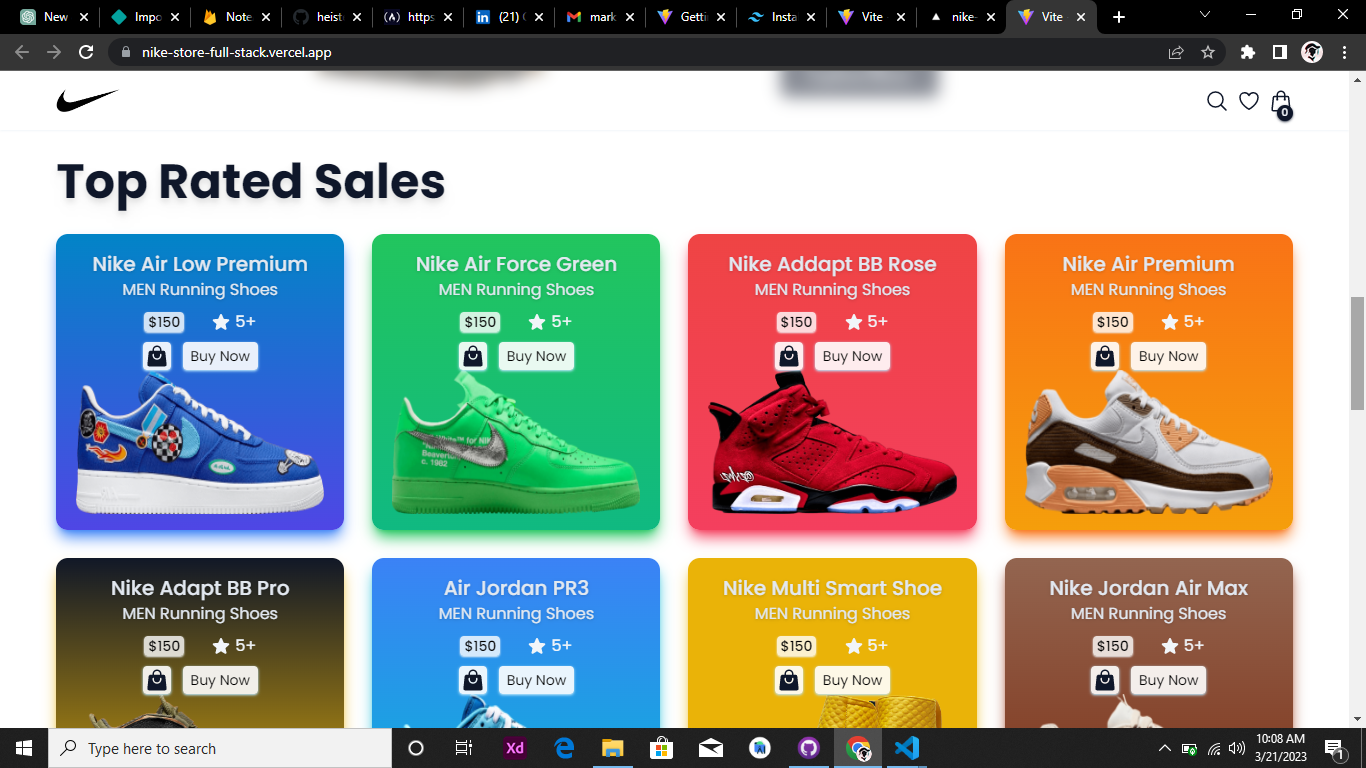 New
Impo
Note
heist
https
(21)
mark
Getti
Insta
Vite
nike-
Vite
nike-store-full-stack.vercel.app
0
Top Rated Sales
Nike Air Low Premium
MEN Running Shoes
$150 5+
Buy Now
Nike Air Force Green
MEN Running Shoes
$150 5+
Buy Now
c. 1982
Nike Addapt BB Rose
MEN Running Shoes
$150 5+
Buy Now
Nike Air Premium
MEN Running Shoes
$150 5+
Buy Now
Nike Adapt BB Pro
MEN Running Shoes
$150 5+
Buy Now
Air Jordan PR3
MEN Running Shoes
$150 5+
Buy Now
Nike Multi Smart Shoe
MEN Running Shoes
$150 5+
Buy Now
Nike Jordan Air Max
MEN Running Shoes
$150 5+
Buy Now
Type here to search
Xd
10:08 AM
3/21/2023
1